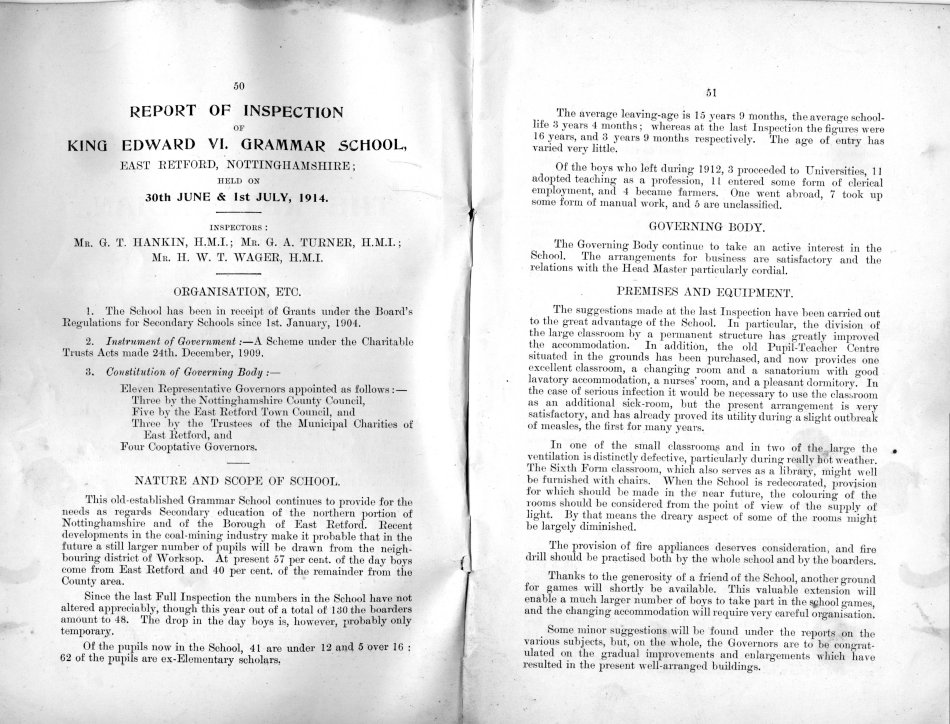 50
REPORT OF INSPECTION
OF
KING EDWARD VI. GRAMMAR SCHOOL,
EAST RETFORD, NOTTINGHAMSHIRE;
HELD ON
30th JUNE & 1st JULY, 1914.
INSPECTORS:
MR. G. T. HANKIN, H.M.I.; MR. G. A. TURNER, H.M.I.;
MR. H. W. T. WAGER, H.M.I.
ORGANISATION, ETC.
1. The School has been in receipt of Grants under the Board's
Regulations for Secondary Schools since 1st. January, 1904.
2. Instrument of Government :—A Scheme under the Charitable
Trusts Acts made 24th. December, 1909.
3. Constitution of Governing Body :—
Eleven Representative Governors appointed as follows :—
Three by the Nottinghamshire County Council,
Five by the East Retford Town Council, and
Three by the Trustees of the Municipal Charities of
East Retford, and
Four Cooptative Governors.
NATURE AND SCOPE OF SCHOOL.
This old-established Grammar School continues to provide for the
needs as regards Secondary education of the northern portion of
Nottinghamshire and of the Borough of East Retford. Recent
developments in the coal-mining industry make it probable that in the
future a still larger number of pupils will be drawn from the neigh-
bouring district of Worksop. At present 57 per cent. of the day boys
come from East Retford and 40 per cent. of the remainder from the
County area.
Since the last Full Inspection the numbers in the School have not
altered appreciably, though this year out of a total of 130 the boarders
amount to 48. The drop in the day boys is, however, probably only
temporary.
Of the pupils now in the School, 41 are under 12 and 5 over 16 :
62 of the pupils are ex-Elementary scholars.
51
The average leaving-age is 15 years 9 months, the average school-
life 3 years 4 months; whereas at the last Inspection the figures were
16 years, and 3 years 9 months respectively. The age of entry has
varied very little.
Of the boys who left during 1912, 3 proceeded to Universities, 11
adopted teaching as a profession, 11 entered some form of clerical
employment, and 4 became farmers. One went abroad, 7 took up
some form of manual work, and 5 are unclassified.
GOVERNING BODY.
The Governing Body continue to take an active interest in the
School. The arrangements for business are satisfactory and the
relations with the Head Master particularly cordial.
PREMISES AND EQUIPMENT.
The suggestions made at the last Inspection have been carried out
to the great advantage of the School. In particular, the division of
the large classroom by a permanent structure has greatly improved
the accommodation. In addition, the old Pupil-Teacher Centre
situated in the grounds has been purchased, and now provides one
excellent classroom, a changing room and a sanatorium with good
lavatory accommodation, a nurses' room, and a pleasant dormitory. In
the case of serious infection it would be necessary to use the classroom
as an additional sick-room, but the present arrangement is very
satisfactory, and has already proved its utility during a slight outbreak
of measles, the first for many years.
In one of the small classrooms and in two of the large the
ventilation is distinctly defective, particularly during really hot weather.
The Sixth Form classroom, which also serves as a library, might well
be furnished with chairs. When the School is redecorated, provision
for which should be made in the near future, the colouring of the
rooms should be considered from the point of view of the supply of
light. By that means the dreary aspect of some of the rooms might
be largely diminished.
The provision of fire appliances deserves consideration, and fire
drill should be practised both by the whole school and by the boarders.
Thanks to the generosity of a friend of the School, another ground
for games will shortly be available. This valuable extension will
enable a much larger number of boys to take part in the school games,
and the changing accommodation will require very careful organisation.
Some minor suggestions will be found under the reports on the
various subjects, but, on the whole, the Governors are to be congrat-
ulated on the gradual improvements and enlargements which have
resulted in the present well-arranged buildings.